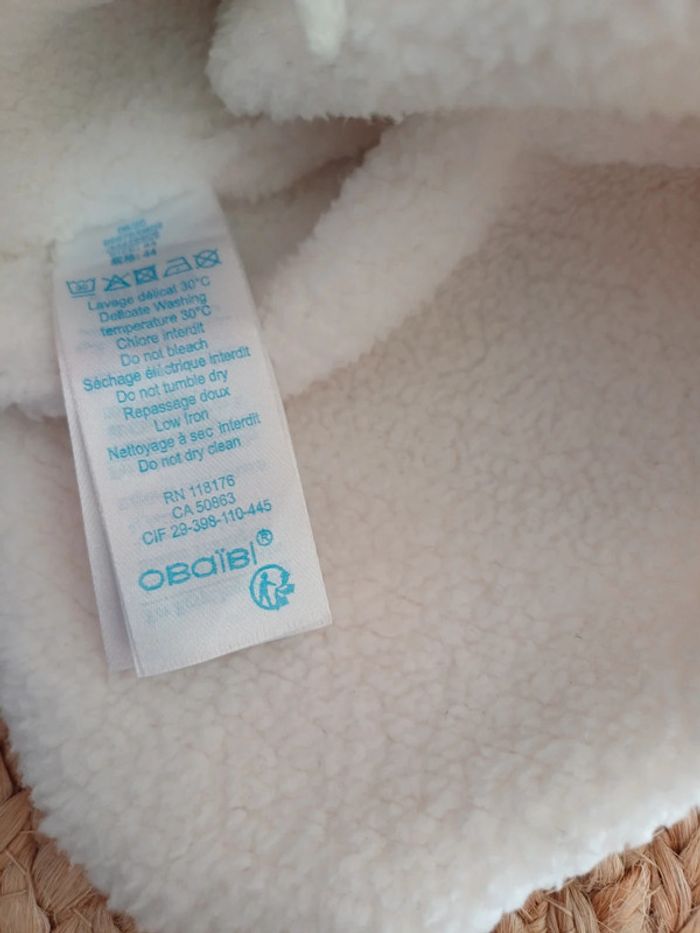 Lavage délicat 30°C
Delicate Washing
temperature 30°C
Chlore interdit
Do not bleach
Séchage électrique interdit
Do not tumble dry
Repassage doux
Low Iron
Nettoyage à sec interdit
Do not dry clean
RN 118176
CA 50863
CIF 29-398-110-445
OBaïBI®